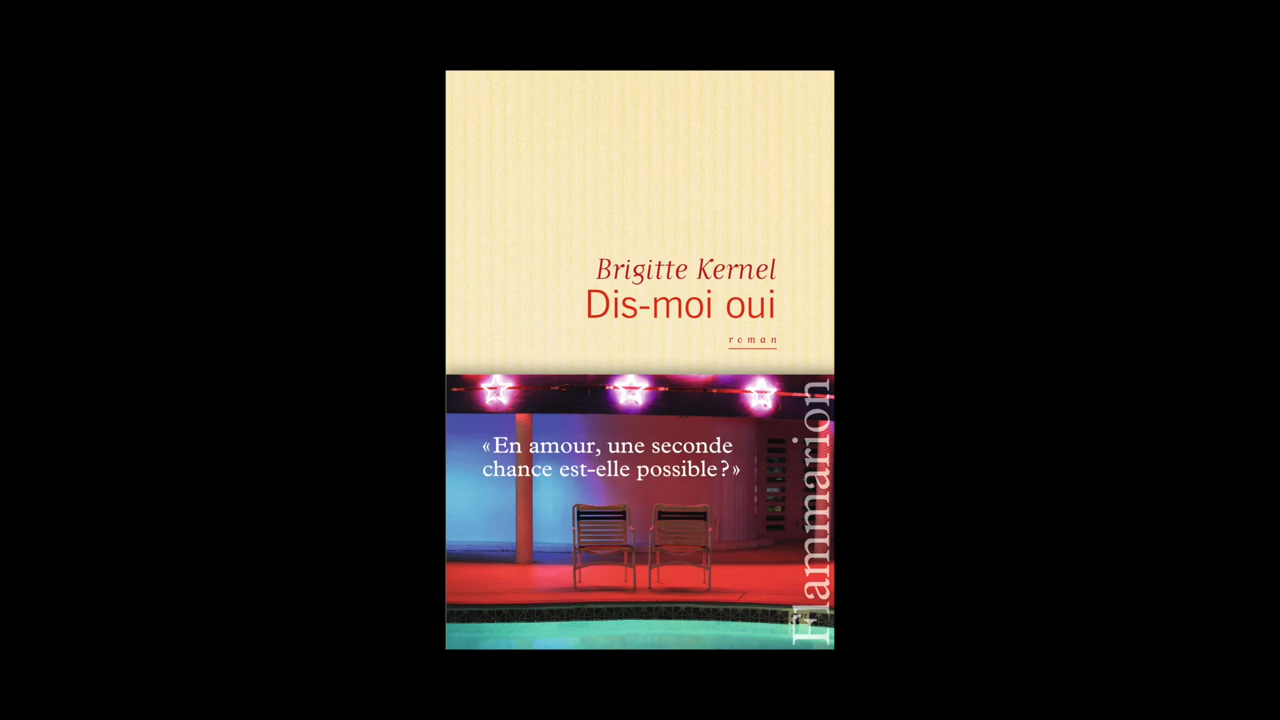 Brigitte Kernel
Dis-moi oui
roman
«En amour, une seconde
chance est-elle possible?»
Flammarion